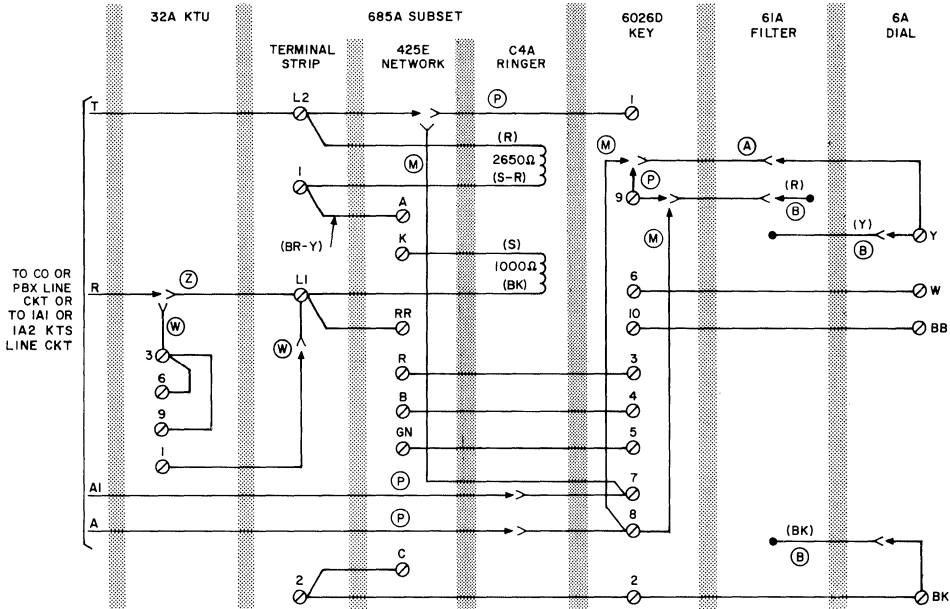 32A KTU
685A SUBSET
6026D
KEY
61A
FILTER
6A
DIAL
TERMINAL
STRIP
425E
NETWORK
C4A
RINGER
T
L2
P
1
(R)
M
A
M
2650Ω
1
(S-R)
P
9
(R)
B
A
(BR-Y)
M
(Y)
B
Y
K
(S)
1000Ω
(BK)
TO CO OR
PBX LINE
CKT OR
TO 1A1 OR
1A2 KTS
LINE CKT
R
Z
L1
6
W
W
RR
10
BB
3
W
R
3
6
B
4
9
GN
5
1
A1
P
7
A
P
8
(BK)
B
C
2
2
BK